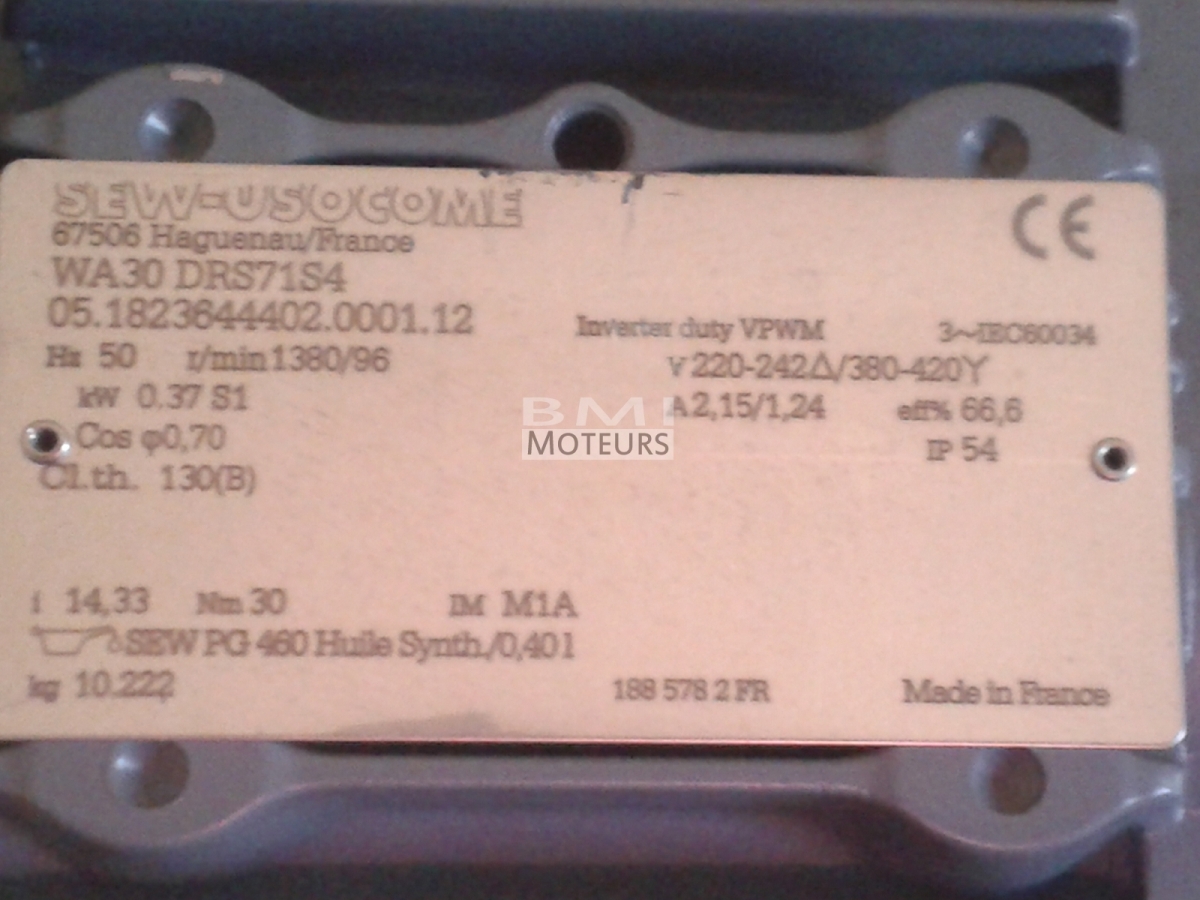 SEW-USOCOME
67506 Haguenau/France
WA30 DRS71S4
05.1823644402.0001.12
Inverter duty VPWM 3~IEC60034
Hz 50 r/min 1380/96 V 220-242Δ/380-420Y
kW 0.37 S1 A 2,15/1,24 eff% 66,6
Cos φ0,70 IP 54
Cl.th. 130(B)
BMI
MOTEURS
i 14,33 Nm 30 IM M1A
SEW PG 460 Huile Synth./0,40 l
kg 10.222 188 578 2 FR Made in France
CE